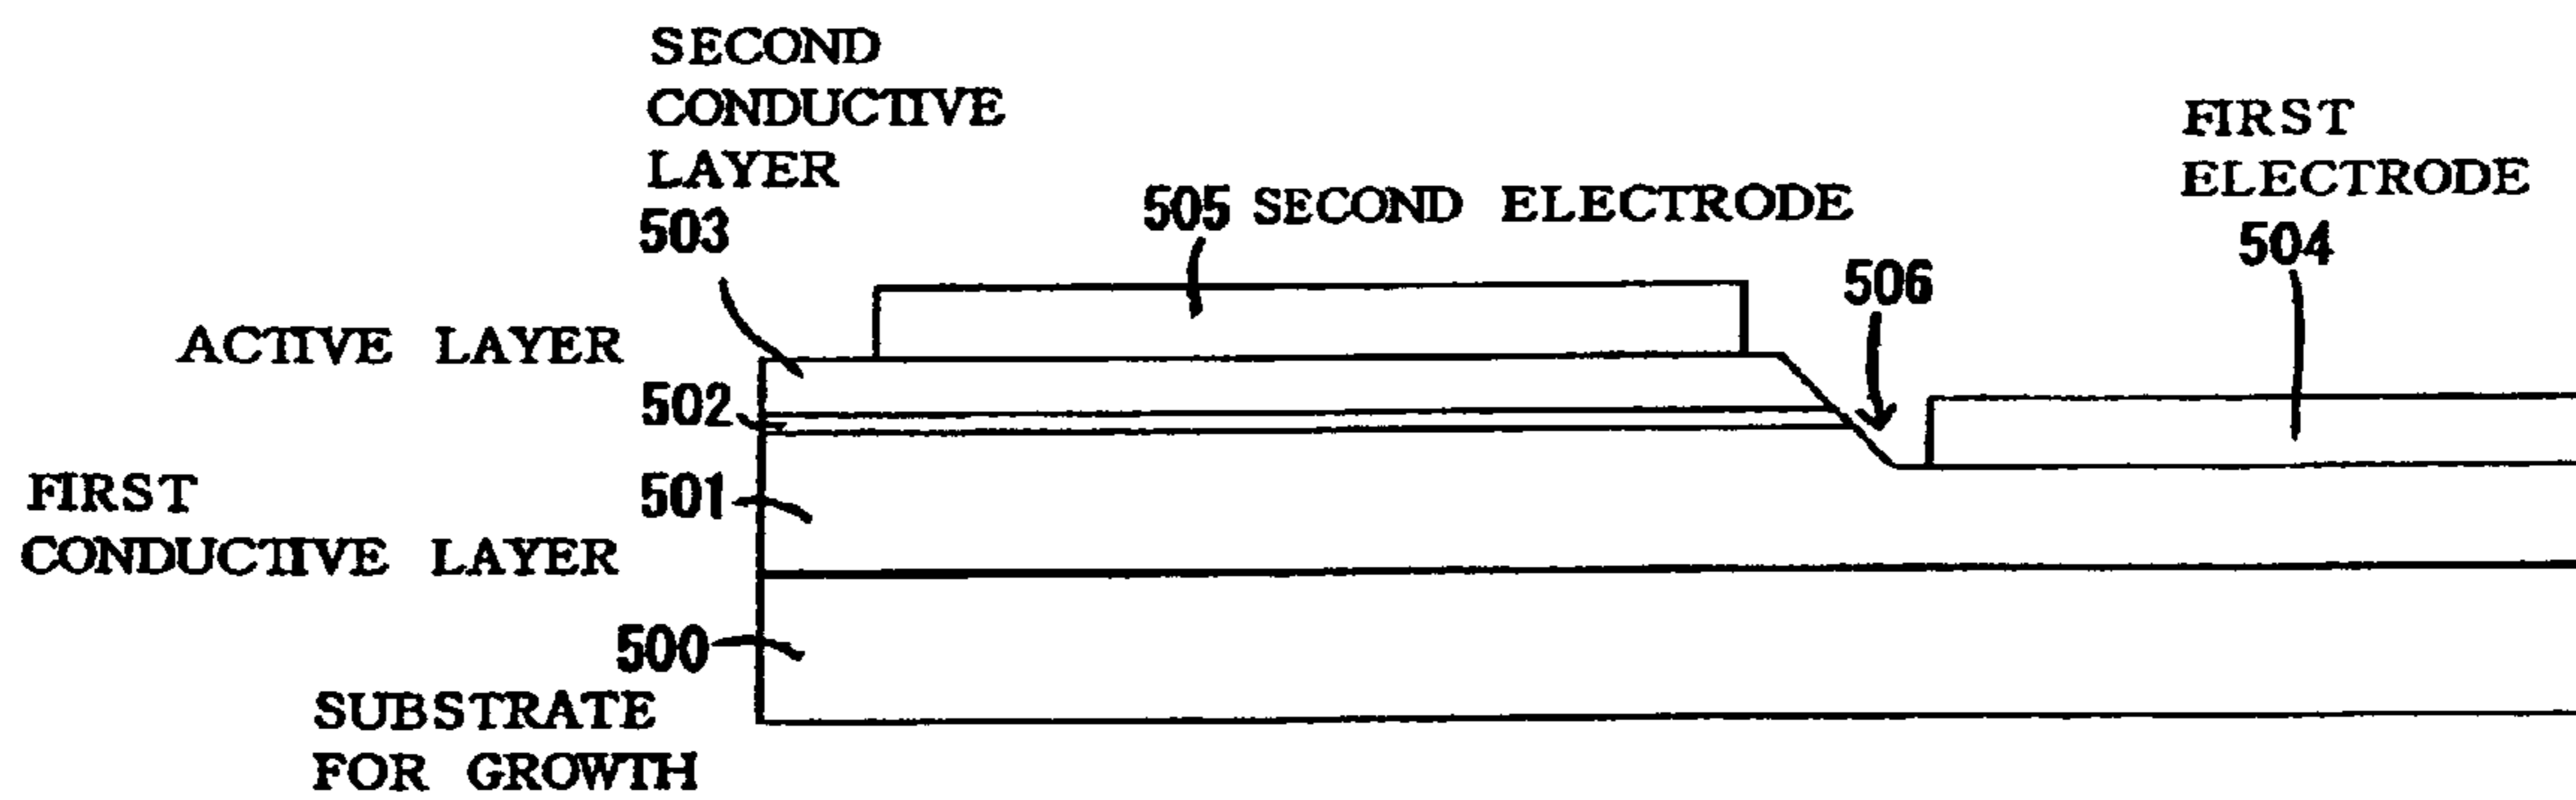 SECOND
CONDUCTIVE
LAYER
503
505 SECOND ELECTRODE
FIRST
ELECTRODE
504
506
ACTIVE LAYER
502
FIRST
CONDUCTIVE LAYER
501
500
SUBSTRATE
FOR GROWTH